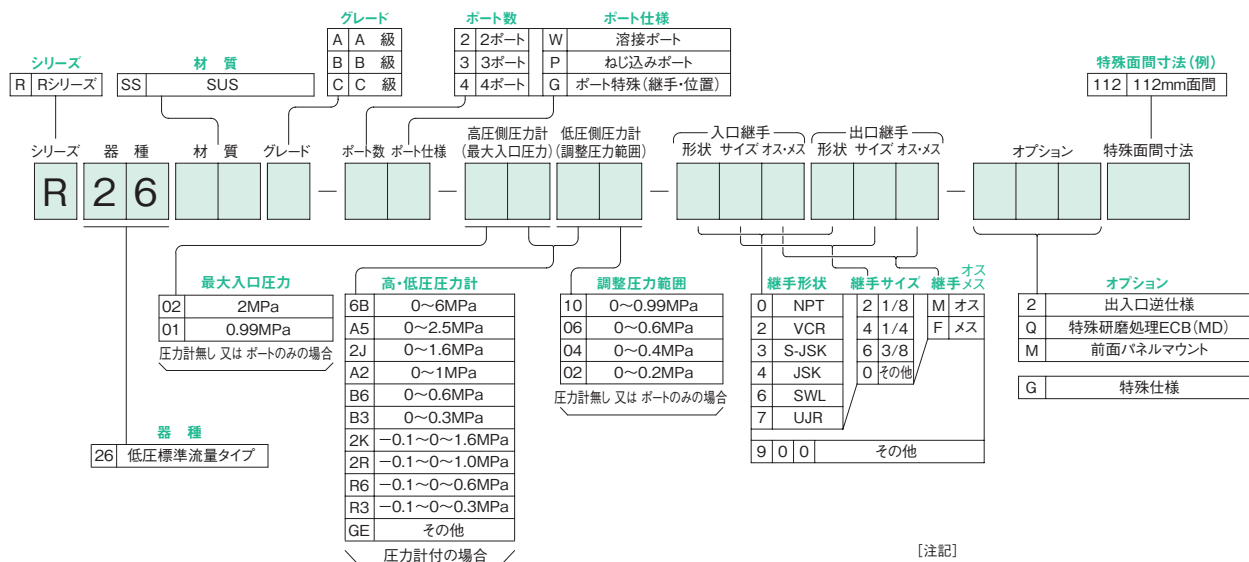 グレード
A A 級
B B 級
C C 級
ポート数
2 2ポート
3 3ポート
4 4ポート
ポート仕様
W 溶接ポート
P ねじ込みポート
G ポート特殊(継手・位置)
シリーズ
R Rシリーズ
材 質
SS SUS
特殊面間寸法(例)
112 112mm面間
シリーズ 器 種 材 質 グレード ポート数 ポート仕様
高圧側圧力計
(最大入口圧力)
低圧側圧力計
(調整圧力範囲)
入口継手
形状 サイズ オス・メス
出口継手
形状 サイズ オス・メス
オプション
特殊面間寸法
R 2 6 — — — —
最大入口圧力
02 2MPa
01 0.99MPa
圧力計無し 又は ポートのみの場合
器 種
26 低圧標準流量タイプ
高・低圧圧力計
6B 0〜6MPa
A5 0〜2.5MPa
2J 0〜1.6MPa
A2 0〜1MPa
B6 0〜0.6MPa
B3 0〜0.3MPa
2K −0.1〜0〜1.6MPa
2R −0.1〜0〜1.0MPa
R6 −0.1〜0〜0.6MPa
R3 −0.1〜0〜0.3MPa
GE その他
圧力計付の場合
調整圧力範囲
10 0〜0.99MPa
06 0〜0.6MPa
04 0〜0.4MPa
02 0〜0.2MPa
圧力計無し 又は ポートのみの場合
継手形状
0 NPT
2 VCR
3 S-JSK
4 JSK
6 SWL
7 UJR
9 0 0 その他
継手サイズ
2 1/8
4 1/4
6 3/8
0 その他
継手オスメス
M オス
F メス
オプション
2 出入口逆仕様
Q 特殊研磨処理ECB(MD)
M 前面パネルマウント
G 特殊仕様
[注記]